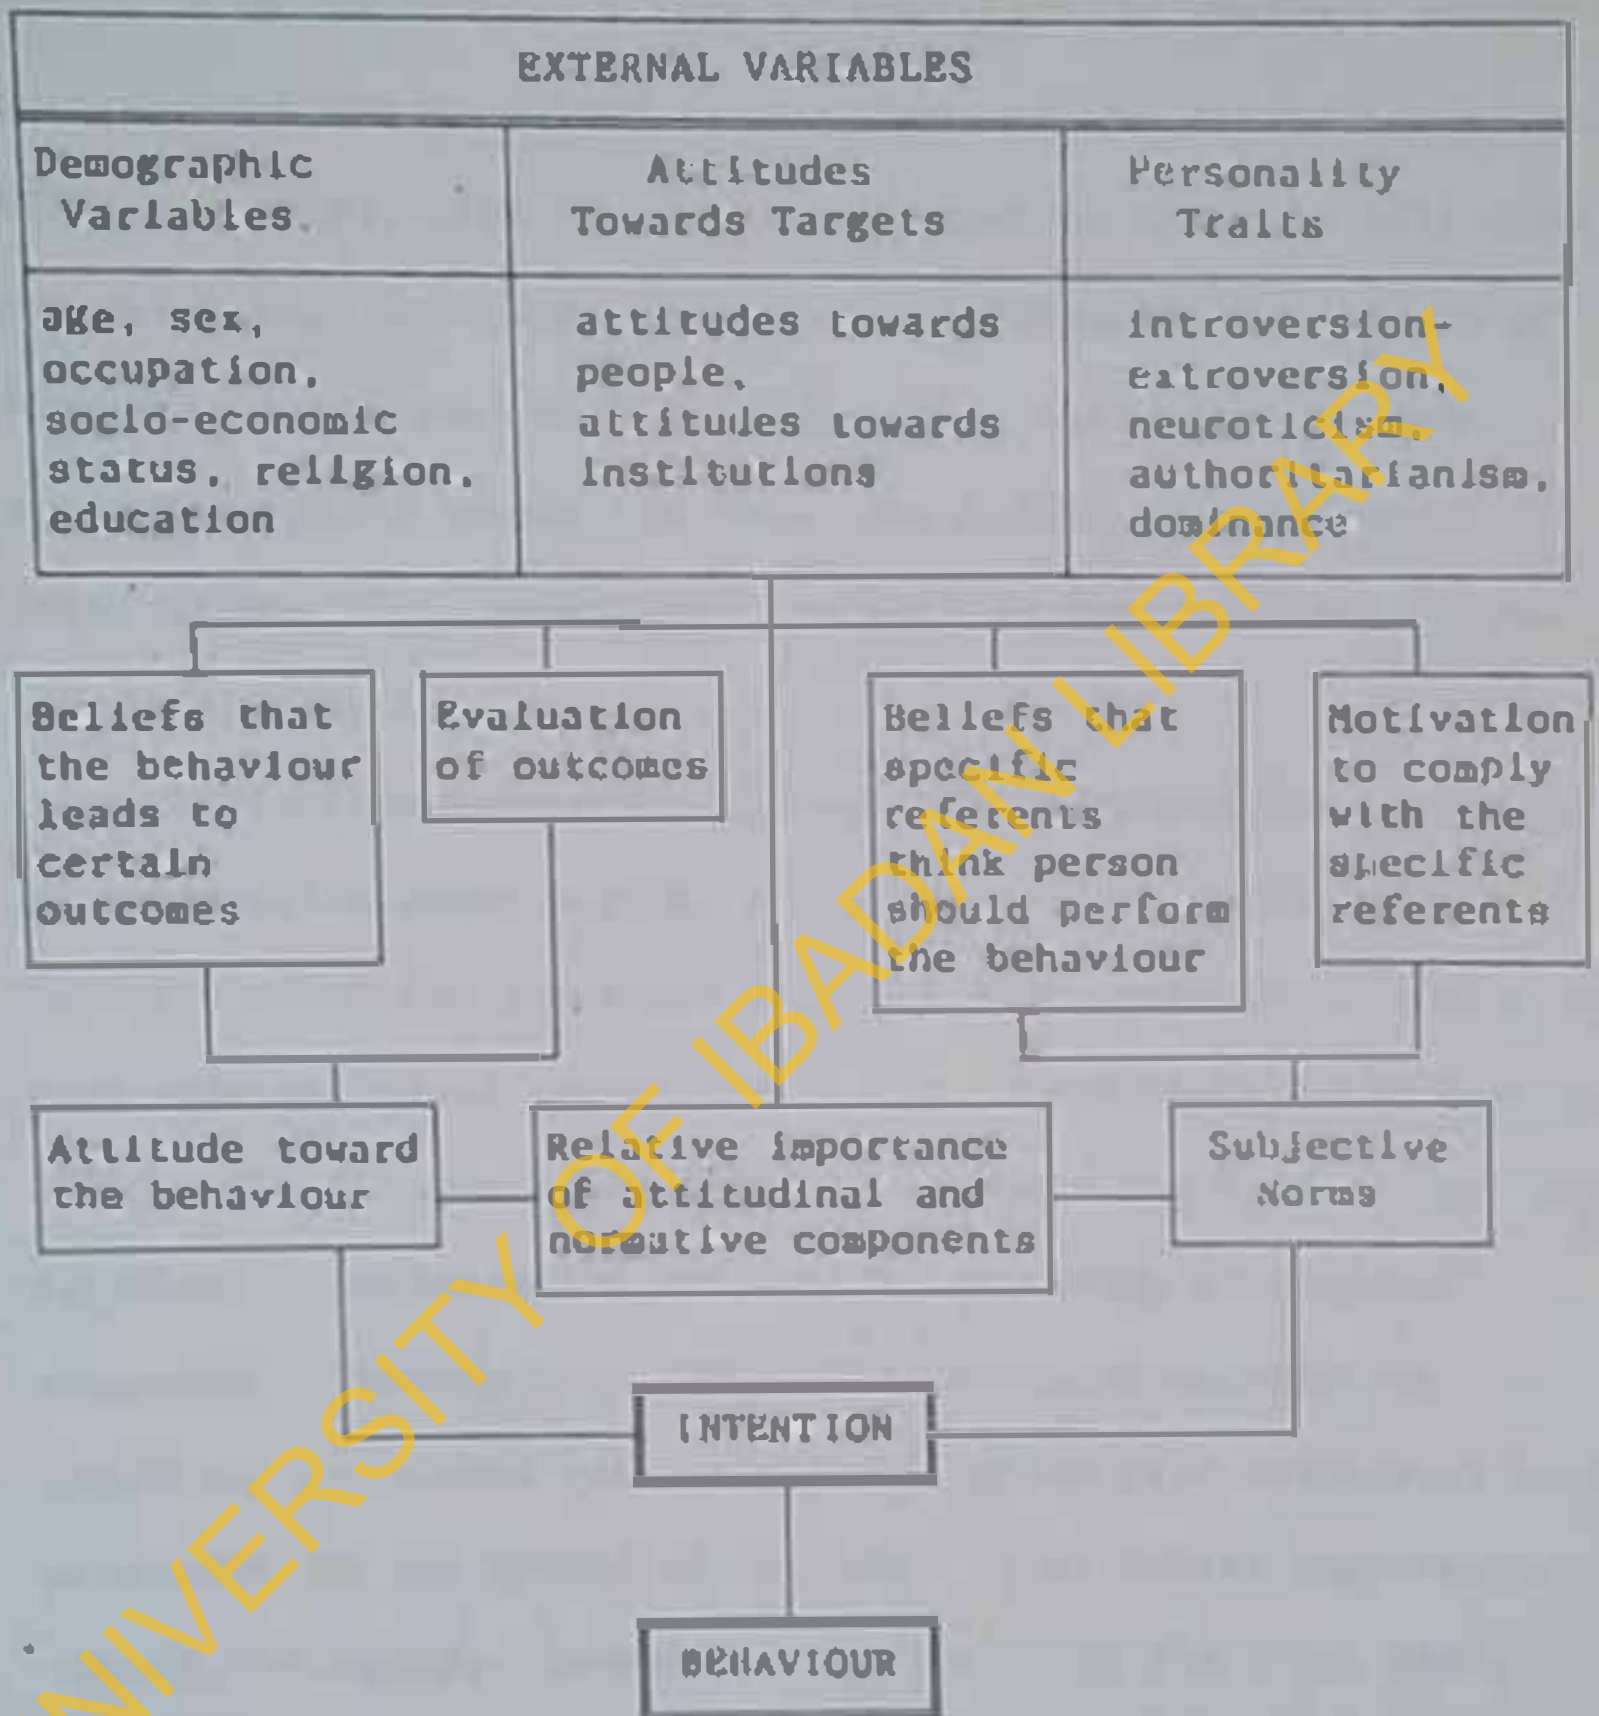 EXTERNAL VARIABLES
Demographic
Variables
age, sex,
occupation,
socio-economic
status, religion,
education
Attitudes
Towards Targets
attitudes towards
people,
attitudes towards
institutions
Personality
Traits
introversion-
extroversion,
neuroticism,
authoritarianism,
dominance
Beliefs that
the behaviour
leads to
certain
outcomes
Evaluation
of outcomes
Beliefs that
specific
referents
think person
should perform
the behaviour
Motivation
to comply
with the
specific
referents
Attitude toward
the behaviour
Relative importance
of attitudinal and
normative components
Subjective
Norms
INTENTION
BEHAVIOUR
NIVERSITY OF IBADAN LIBRARY